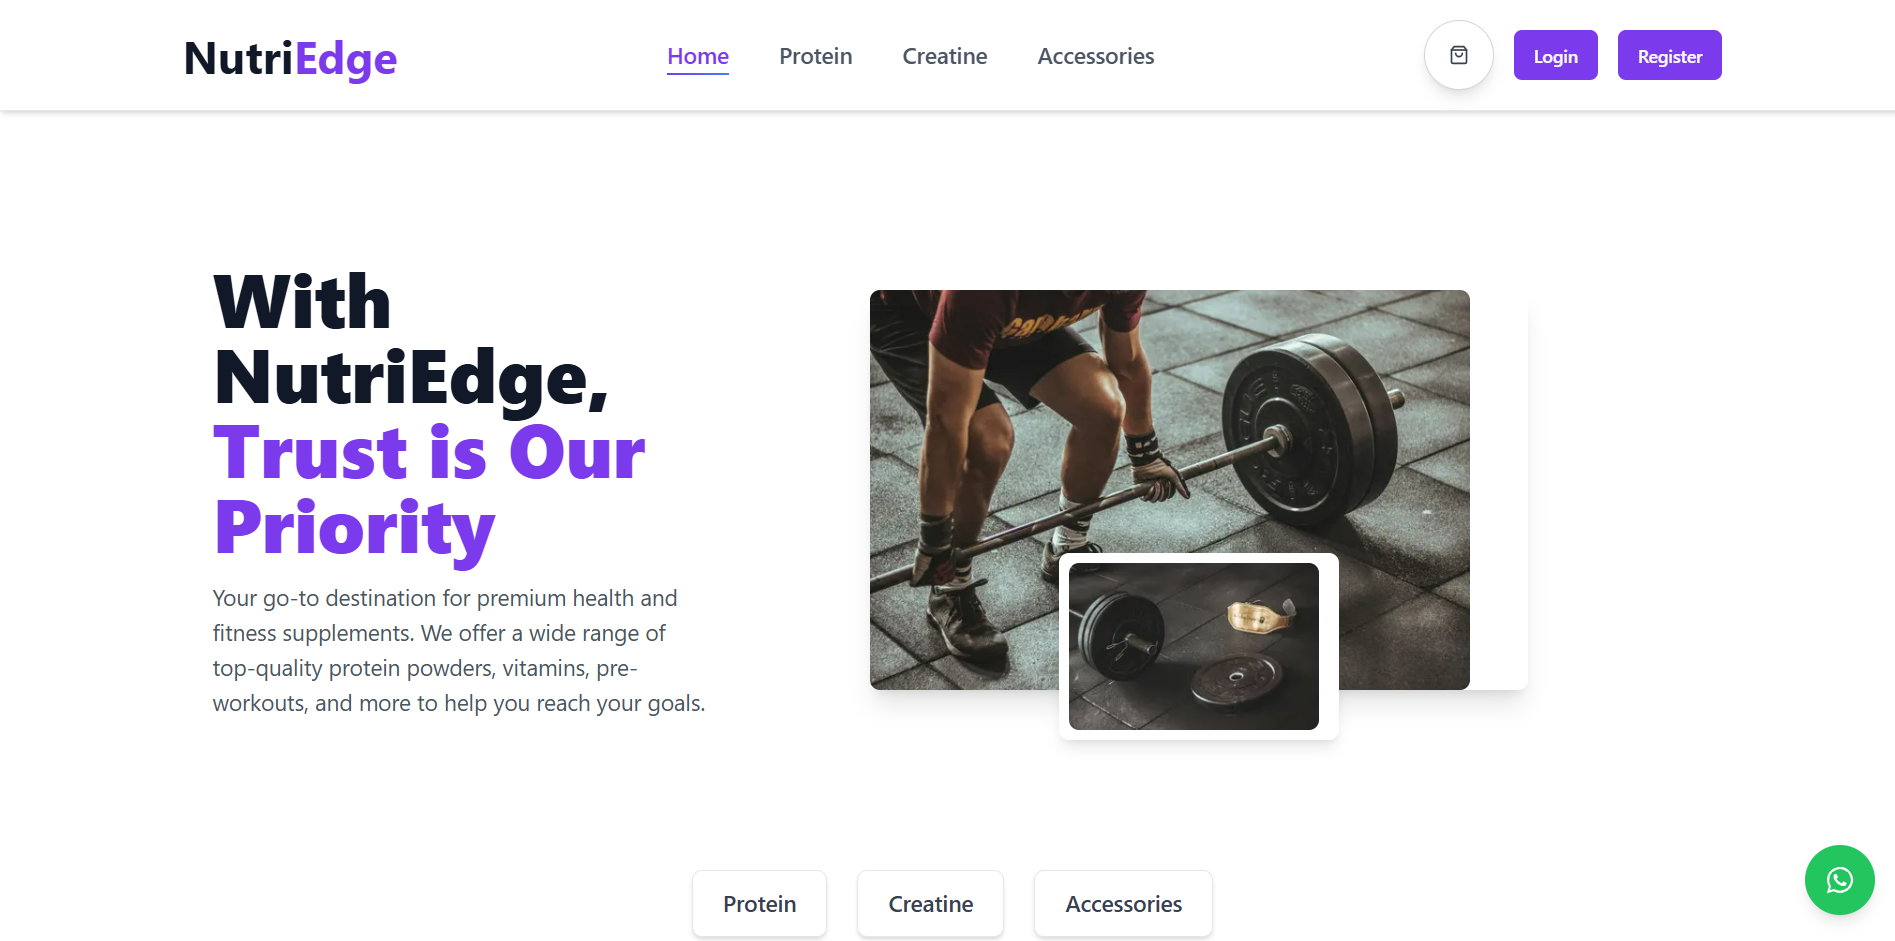 NutriEdge
Home Protein Creatine Accessories
Login Register
With
NutriEdge,
Trust is Our
Priority
Your go-to destination for premium health and
fitness supplements. We offer a wide range of
top-quality protein powders, vitamins, pre-
workouts, and more to help you reach your goals.
Protein Creatine Accessories